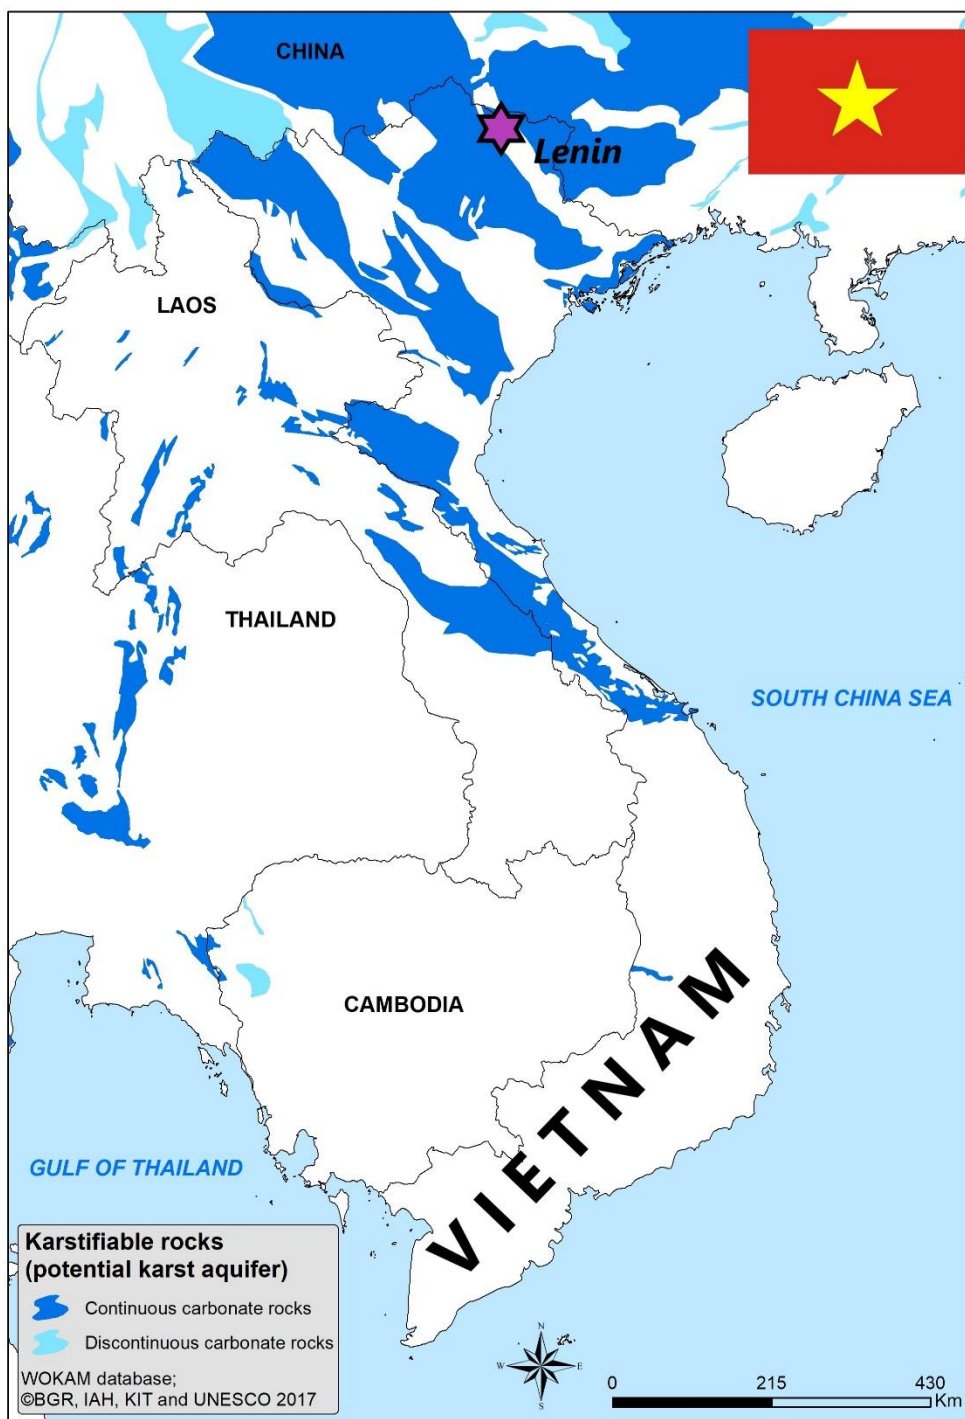 CHINA
Lenin
LAOS
THAILAND
SOUTH CHINA SEA
CAMBODIA
VIETNAM
GULF OF THAILAND
Karstifiable rocks
(potential karst aquifer)
Continuous carbonate rocks
Discontinuous carbonate rocks
WOKAM database;
©BGR, IAH, KIT and UNESCO 2017
N
W E
S
0 215 430
Km